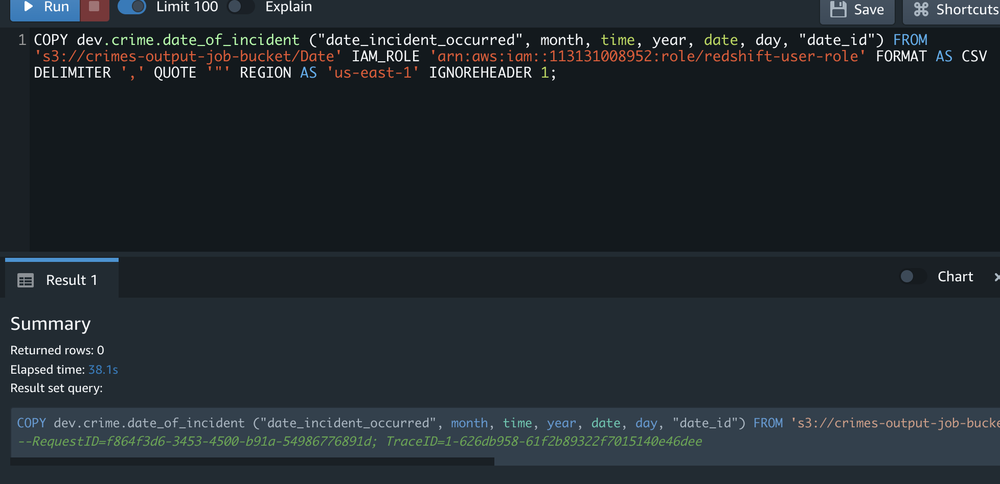 Run Limit 100 Explain Save Shortcuts
1 COPY dev.crime.date_of_incident ("date_incident_occurred", month, time, year, date, day, "date_id") FROM
's3://crimes-output-job-bucket/Date' IAM_ROLE 'arn:aws:iam::113131008952:role/redshift-user-role' FORMAT AS CSV
DELIMITER ',' QUOTE '"' REGION AS 'us-east-1' IGNOREHEADER 1;
Result 1 Chart
Summary
Returned rows: 0
Elapsed time: 38.1s
Result set query:
COPY dev.crime.date_of_incident ("date_incident_occurred", month, time, year, date, day, "date_id") FROM 's3://crimes-output-job-bucke
--RequestID=f864f3d6-3453-4500-b91a-54986776891d; TraceID=1-626db958-61f2b89322f7015140e46dee